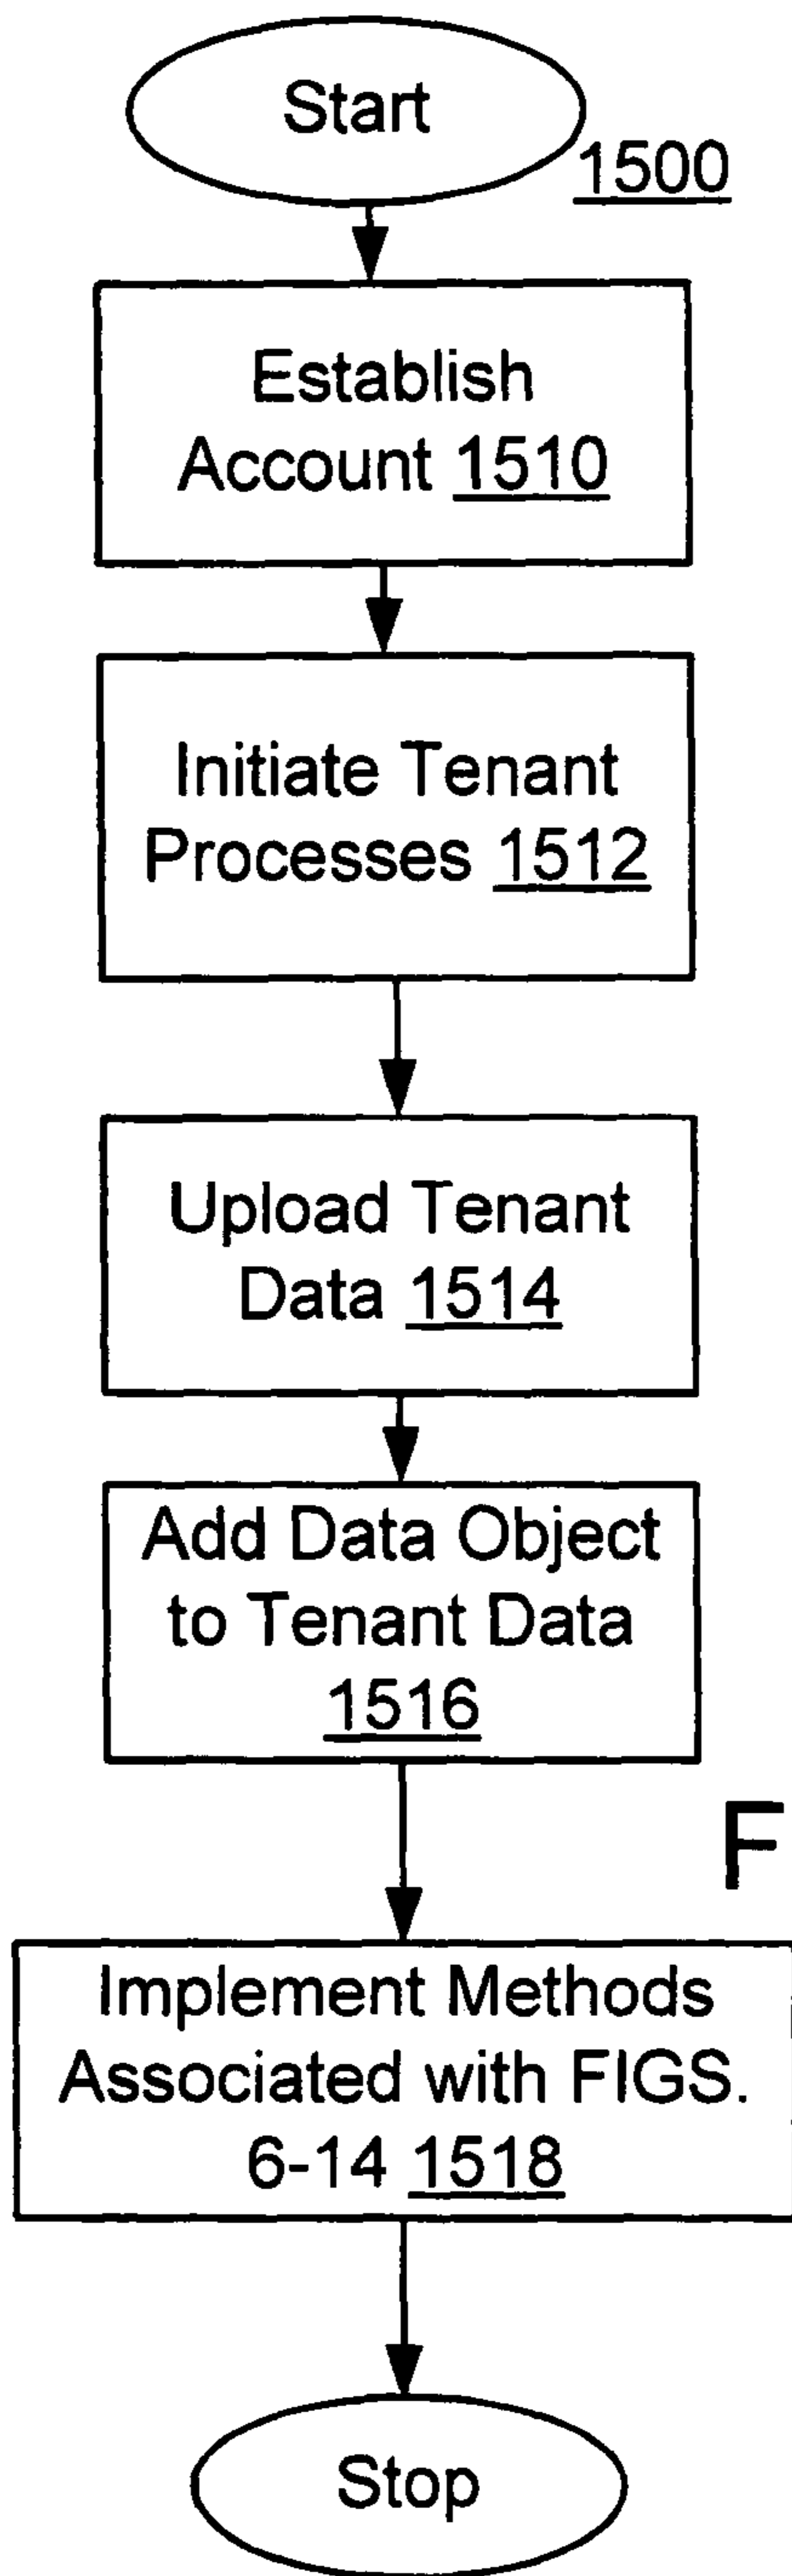 Start
1500
Establish
Account 1510
Initiate Tenant
Processes 1512
Upload Tenant
Data 1514
Add Data Object
to Tenant Data
1516
F
Implement Methods
Associated with FIGS.
6-14 1518
Stop